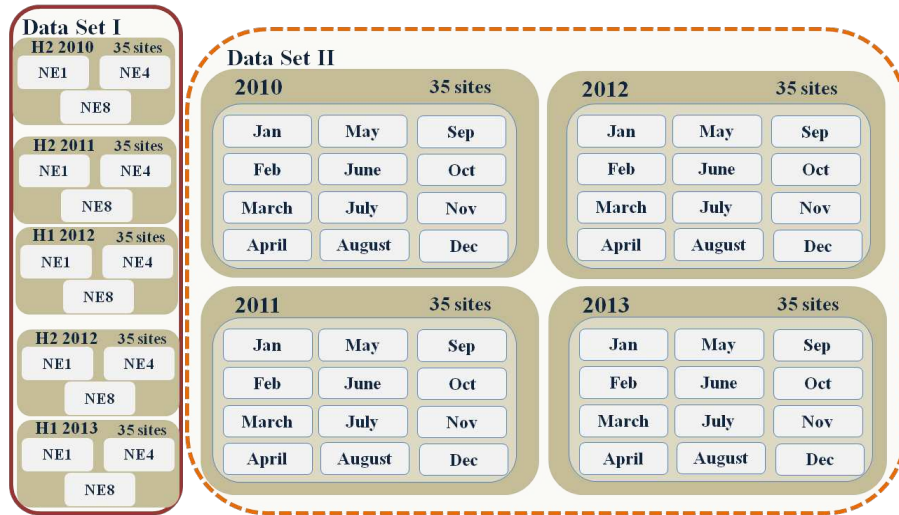 Data Set I
H2 2010 35 sites
NE1 NE4
NE8
H2 2011 35 sites
NE1 NE4
NE8
H1 2012 35 sites
NE1 NE4
NE8
H2 2012 35 sites
NE1 NE4
NE8
H1 2013 35 sites
NE1 NE4
NE8
Data Set II
2010 35 sites
Jan May Sep
Feb June Oct
March July Nov
April August Dec
2012 35 sites
Jan May Sep
Feb June Oct
March July Nov
April August Dec
2011 35 sites
Jan May Sep
Feb June Oct
March July Nov
April August Dec
2013 35 sites
Jan May Sep
Feb June Oct
March July Nov
April August Dec